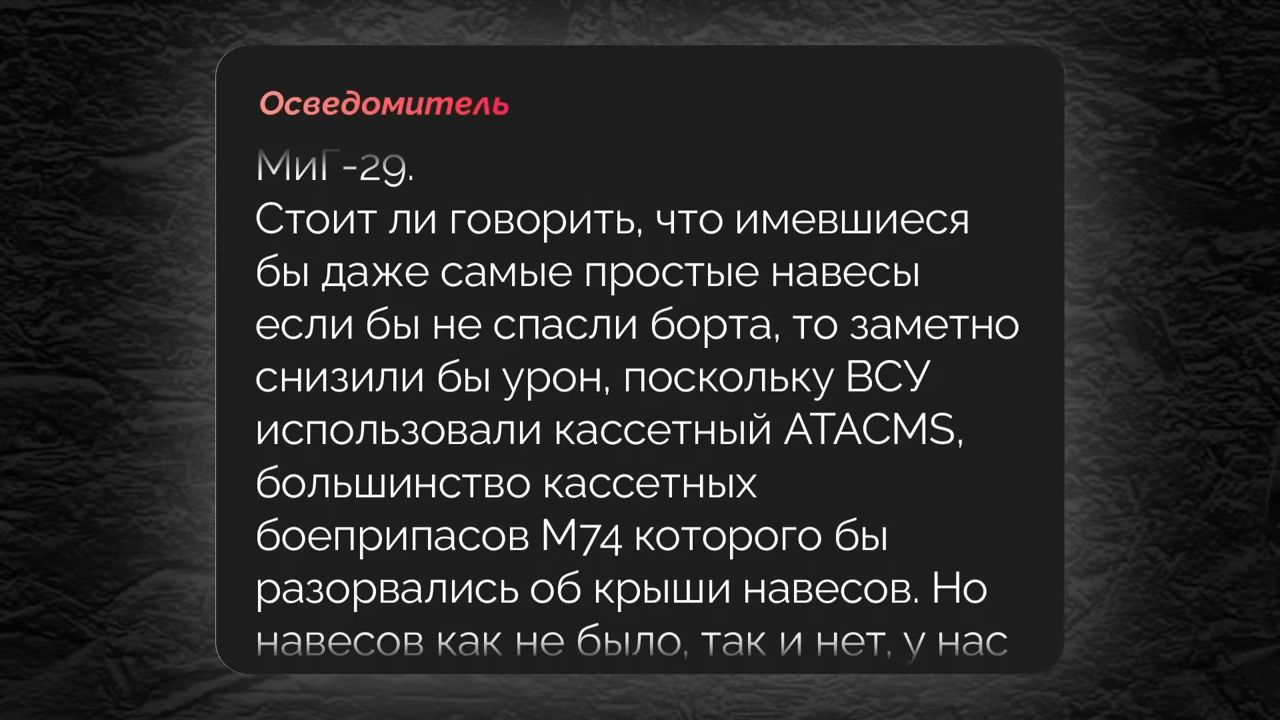 Осведомитель
МиГ-29.
Стоит ли говорить, что имевшиеся
бы даже самые простые навесы
если бы не спасли борта, то заметно
снизили бы урон, поскольку ВСУ
использовали кассетный ATACMS,
большинство кассетных
боеприпасов М74 которого бы
разорвались об крыши навесов. Но
навесов как не было, так и нет, у нас